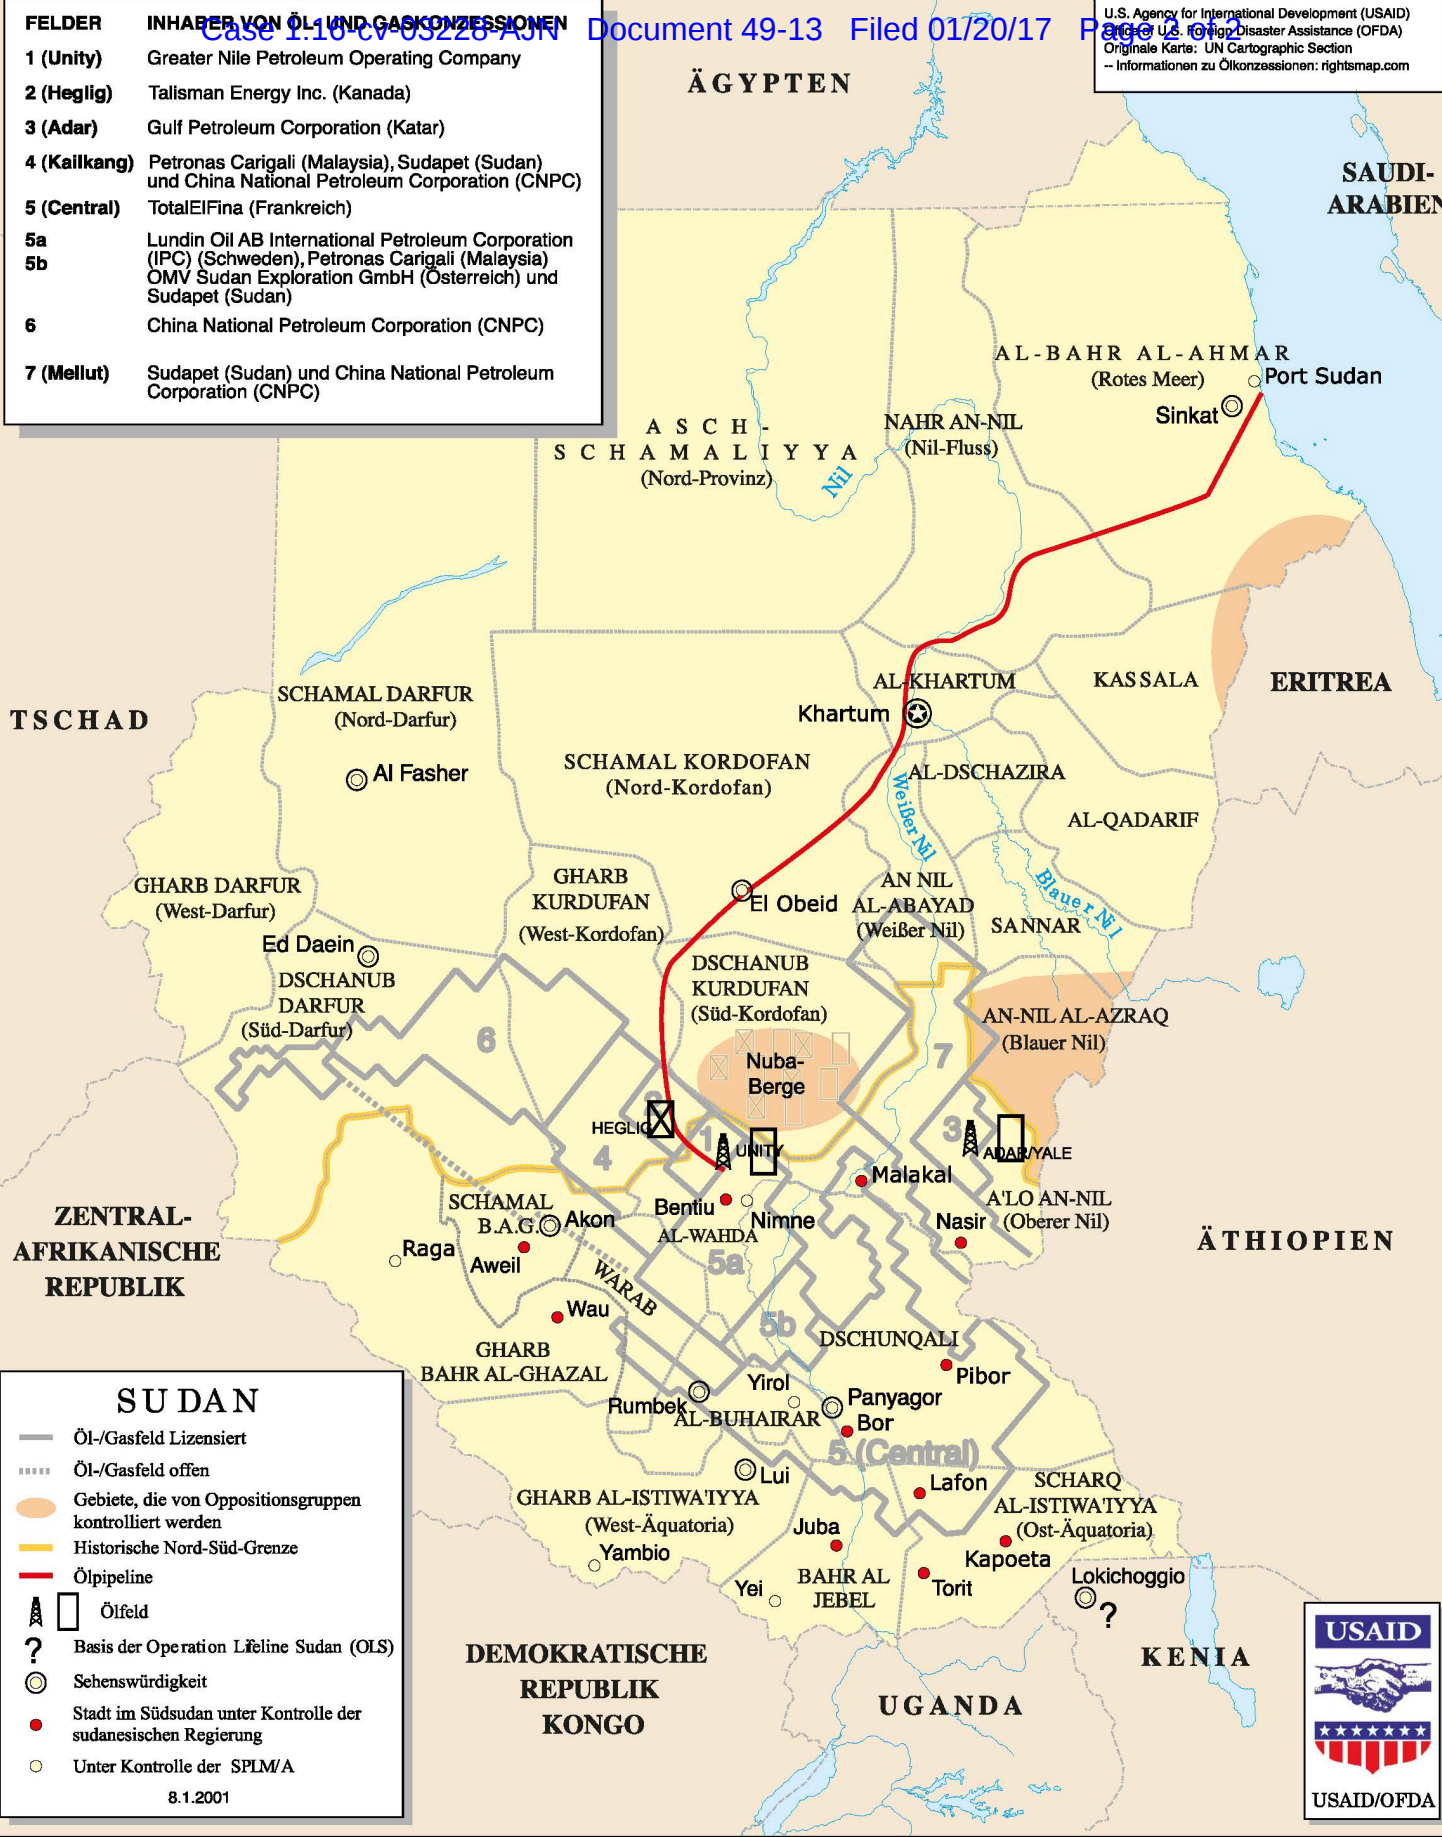 Case 1:16-cv-03228-AJN Document 49-13 Filed 01/20/17 Page 2 of 2
FELDER INHABER VON ÖL- UND GASKONZESSIONEN
1 (Unity) Greater Nile Petroleum Operating Company
2 (Heglig) Talisman Energy Inc. (Kanada)
3 (Adar) Gulf Petroleum Corporation (Katar)
4 (Kailkang) Petronas Carigali (Malaysia), Sudapet (Sudan)
und China National Petroleum Corporation (CNPC)
5 (Central) TotalElFina (Frankreich)
5a Lundin Oil AB International Petroleum Corporation
5b (IPC) (Schweden), Petronas Carigali (Malaysia)
OMV Sudan Exploration GmbH (Österreich) und
Sudapet (Sudan)
6 China National Petroleum Corporation (CNPC)
7 (Mellut) Sudapet (Sudan) und China National Petroleum
Corporation (CNPC)
U.S. Agency for International Development (USAID)
Office of U.S. Foreign Disaster Assistance (OFDA)
Originale Karte: UN Cartographic Section
-- Informationen zu Ölkonzessionen: rightsmap.com
ÄGYPTEN
SAUDI-
ARABIEN
AL-BAHR AL-AHMAR
(Rotes Meer)
Port Sudan
Sinkat
ASCH-
SCHAMALIYYA
(Nord-Provinz)
NAHR AN-NIL
(Nil-Fluss)
Nil
TSCHAD
SCHAMAL DARFUR
(Nord-Darfur)
Al Fasher
AL-KHARTUM
Khartum
KASSALA
ERITREA
SCHAMAL KORDOFAN
(Nord-Kordofan)
AL-DSCHAZIRA
Weißer Nil
AL-QADARIF
GHARB DARFUR
(West-Darfur)
GHARB
KURDUFAN
(West-Kordofan)
El Obeid
AN NIL
AL-ABAYAD
(Weißer Nil)
Blauer Nil
SANNAR
Ed Daein
DSCHANUB
DARFUR
(Süd-Darfur)
DSCHANUB
KURDUFAN
(Süd-Kordofan)
AN-NIL AL-AZRAQ
(Blauer Nil)
6
7
Nuba-
Berge
2
HEGLIG
1
UNITY
3
ADAR/YALE
4
Malakal
SCHAMAL
B.A.G.
Akon
Bentiu
Nimne
AL-WAHDA
A'LO AN-NIL
(Oberer Nil)
Nasir
ZENTRAL-
AFRIKANISCHE
REPUBLIK
ÄTHIOPIEN
Raga
Aweil
WARAB
5a
Wau
5b
DSCHUNQALI
GHARB
BAHR AL-GHAZAL
Pibor
Yirol
Rumbek
Panyagor
AL-BUHAIRAR
Bor
5 (Central)
Lui
Lafon
SCHARQ
AL-ISTIWA'IYYA
(Ost-Äquatoria)
GHARB AL-ISTIWA'IYYA
(West-Äquatoria)
Juba
Yambio
Kapoeta
BAHR AL
JEBEL
Torit
Yei
Lokichoggio
?
DEMOKRATISCHE
REPUBLIK
KONGO
KENIA
UGANDA
SUDAN
Öl-/Gasfeld Lizensiert
Öl-/Gasfeld offen
Gebiete, die von Oppositionsgruppen
kontrolliert werden
Historische Nord-Süd-Grenze
Ölpipeline
Ölfeld
? Basis der Operation Lifeline Sudan (OLS)
Sehenswürdigkeit
Stadt im Südsudan unter Kontrolle der
sudanesischen Regierung
Unter Kontrolle der SPLM/A
8.1.2001
USAID
USAID/OFDA